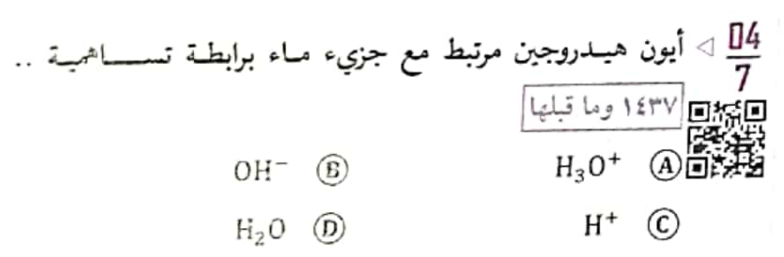 04/7 ◁ أيون هيدروجين مرتبط مع جزيء ماء برابطة تساهمية ..
١٤٣٧ وما قبلها
A H₃O⁺ B OH⁻
C H⁺ D H₂O